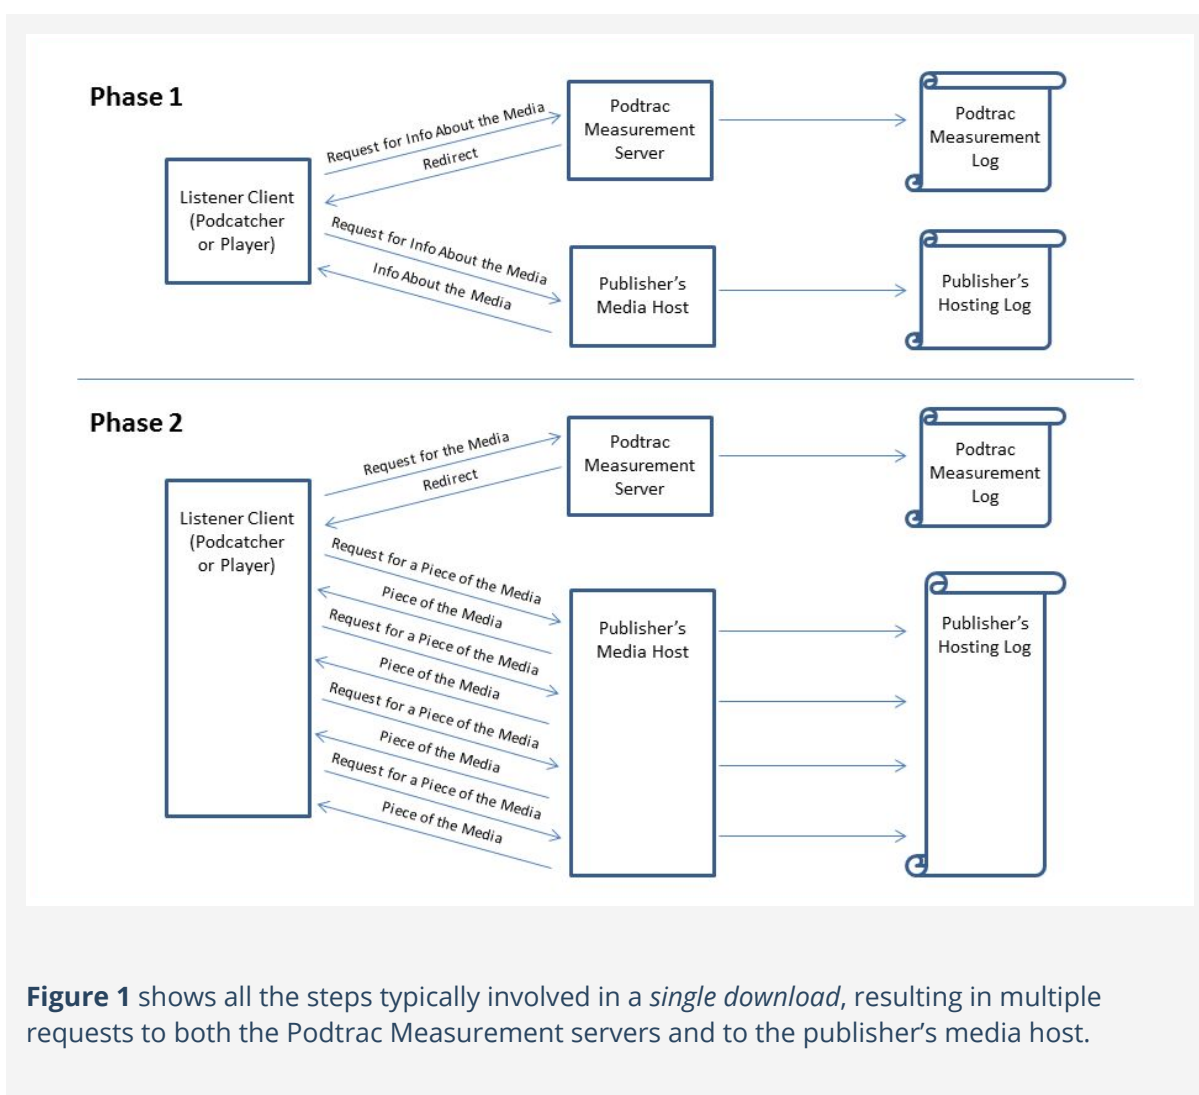 Phase 1
Request for Info About the Media
Redirect
Podtrac
Measurement
Server
Podtrac
Measurement
Log
Listener Client
(Podcatcher
or Player)
Request for Info About the Media
Info About the Media
Publisher's
Media Host
Publisher's
Hosting Log
Phase 2
Request for the Media
Redirect
Podtrac
Measurement
Server
Podtrac
Measurement
Log
Listener Client
(Podcatcher
or Player)
Request for a Piece of the Media
Piece of the Media
Request for a Piece of the Media
Piece of the Media
Request for a Piece of the Media
Piece of the Media
Request for a Piece of the Media
Piece of the Media
Publisher's
Media Host
Publisher's
Hosting Log
Figure 1 shows all the steps typically involved in a single download, resulting in multiple
requests to both the Podtrac Measurement servers and to the publisher's media host.